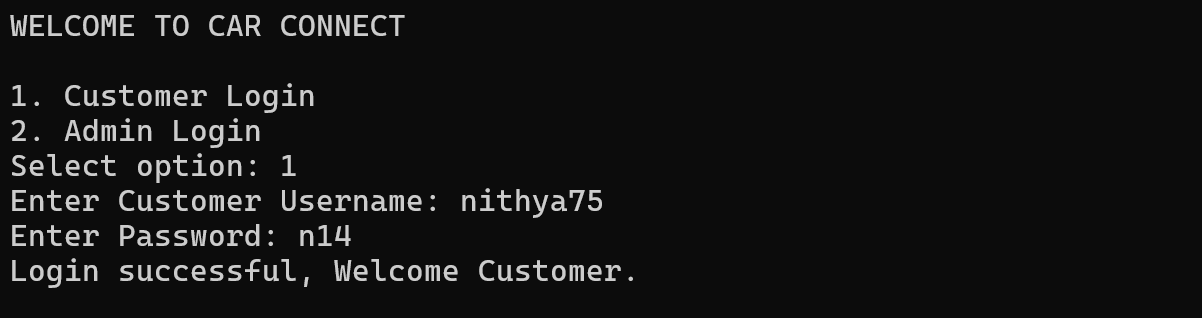 WELCOME TO CAR CONNECT
1. Customer Login
2. Admin Login
Select option: 1
Enter Customer Username: nithya75
Enter Password: n14
Login successful, Welcome Customer.